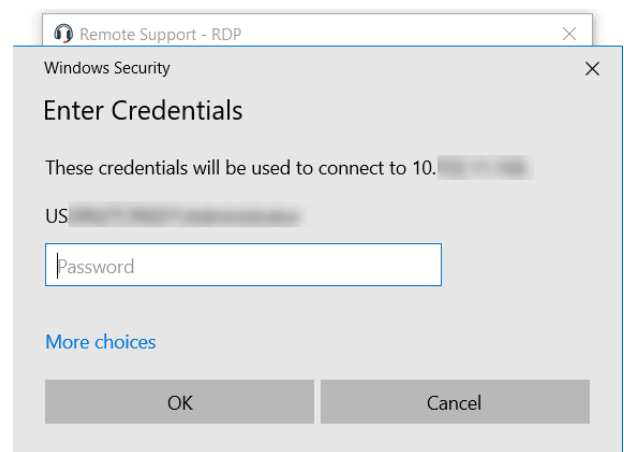 Remote Support - RDP
Windows Security
Enter Credentials
These credentials will be used to connect to 10.
US
Password
More choices
OK
Cancel